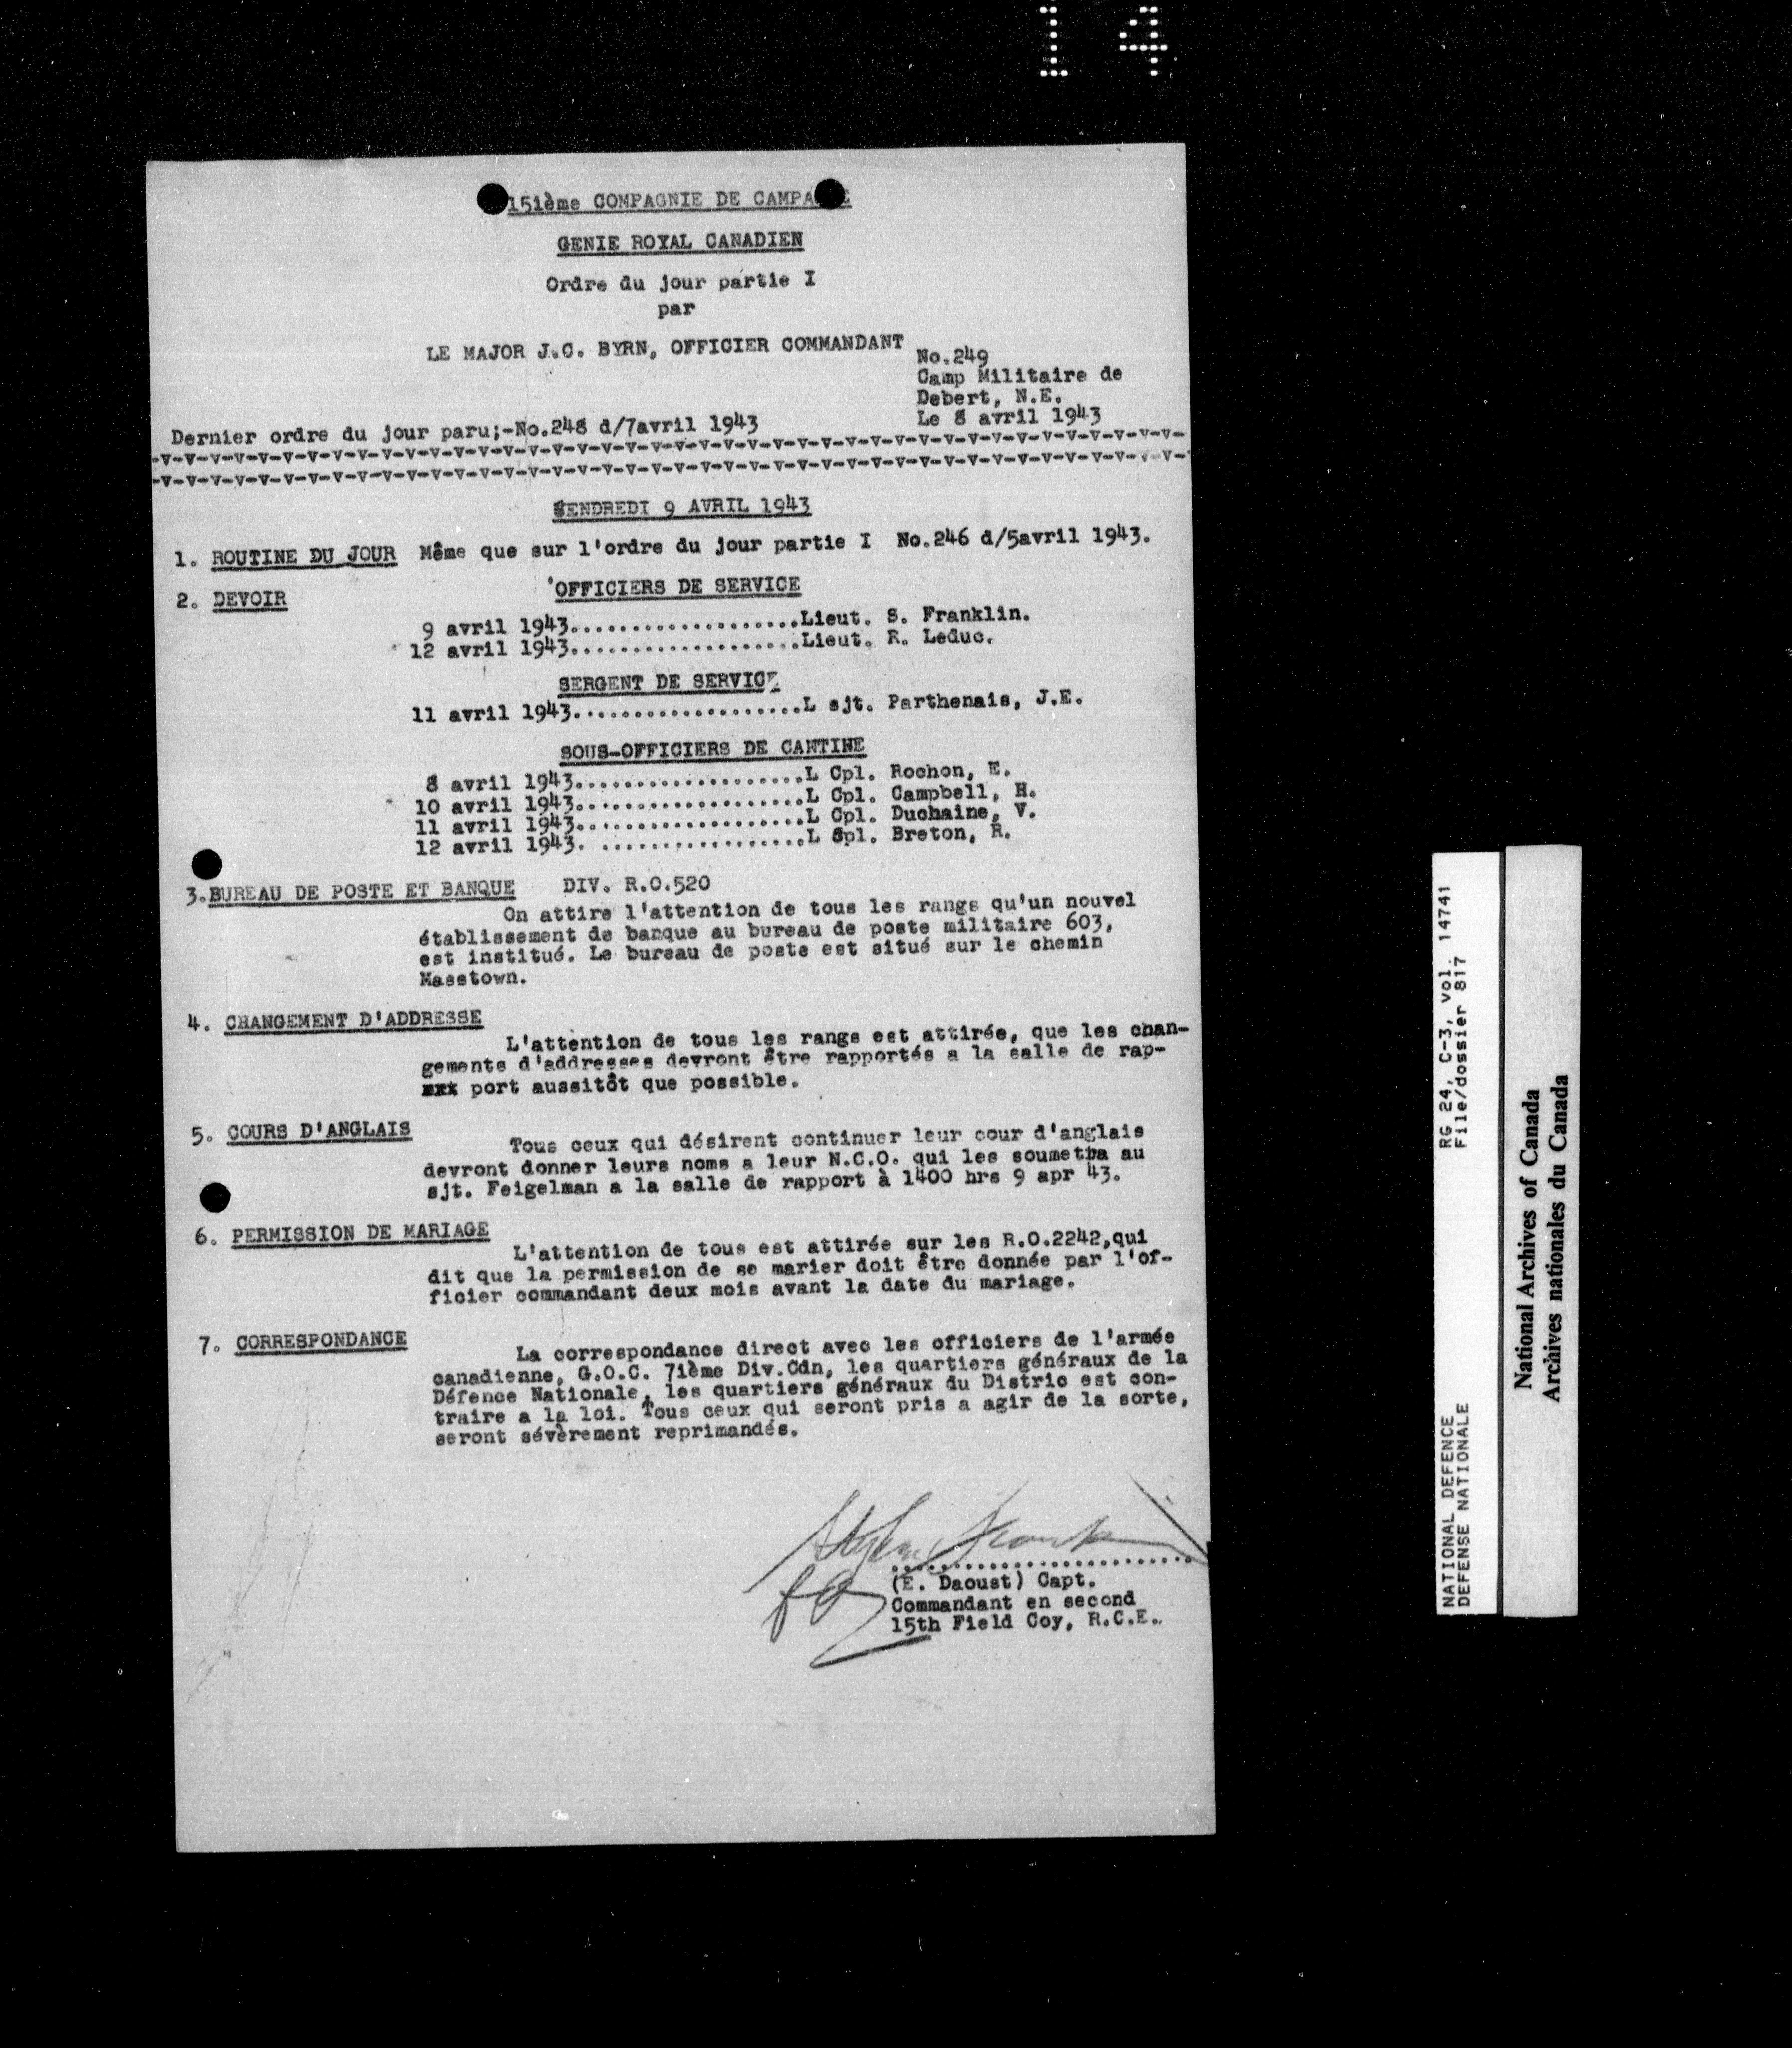 14
15ième COMPAGNIE DE CAMPA
GENIE ROYAL CANADIEN
Ordre du jour partie I
par
LE MAJOR J.C. BYRN, OFFICIER COMMANDANT
No.249
Camp Militaire de
Debert, N.E.
Le 8 avril 1943
Dernier ordre du jour paru;-No.248 d/7avril 1943
-V-V-V-V-V-V-V-V-V-V-V-V-V-V-V-V-V-V-V-V-V-V-V-V-V-V-V-V-V-V-V-V-V-V-V-V-V-V-V-V-V-V-
-V-V-V-V-V-V-V-V-V-V-V-V-V-V-V-V-V-V-V-V-V-V-V-V-V-V-V-V-V-V-V-V-V-V-V-V-V-V-V-V-V-V-
VENDREDI 9 AVRIL 1943
1. ROUTINE DU JOUR Même que sur l'ordre du jour partie I No.246 d/5avril 1943.
2. DEVOIR 'OFFICIERS DE SERVICE
9 avril 1943...................Lieut. S. Franklin.
12 avril 1943...................Lieut. R. Leduc.
SERGENT DE SERVICE
11 avril 1943...................L sjt. Parthenais, J.E.
SOUS-OFFICIERS DE CANTINE
8 avril 1943...................L Cpl. Rochon, E.
10 avril 1943...................L Cpl. Campbell, H.
11 avril 1943...................L Cpl. Duchaine, V.
12 avril 1943. .................L Cpl. Breton, R.
3.BUREAU DE POSTE ET BANQUE DIV. R.O.520
On attire l'attention de tous les rangs qu'un nouvel
établissement de banque au bureau de poste militaire 603,
est institué. Le bureau de poste est situé sur le chemin
Masstown.
4. CHANGEMENT D'ADDRESSE
L'attention de tous les rangs est attirée, que les chan-
gements d'addresses devront être rapportés a la salle de rap-
xxx port aussitôt que possible.
5. COURS D'ANGLAIS
Tous ceux qui désirent continuer leur cour d'anglais
devront donner leurs noms a leur N.C.O. qui les soumettra au
sjt. Feigelman a la salle de rapport à 1400 hrs 9 apr 43.
6. PERMISSION DE MARIAGE
L'attention de tous est attirée sur les R.O.2242,qui
dit que la permission de se marier doit être donnée par l'of-
ficier commandant deux mois avant la date du mariage.
7. CORRESPONDANCE
La correspondance direct avec les officiers de l'armée
canadienne, G.O.C. 7ième Div.Cdn, les quartiers généraux de la
Défence Nationale, les quartiers généraux du Distric est con-
traire a la loi. Tous ceux qui seront pris a agir de la sorte,
seront sévèrement reprimandés.
........................
(E. Daoust) Capt.
Commandant en second
15th Field Coy, R.C.E.
NATIONAL DEFENCE RG 24, C-3, vol. 14741
DEFENSE NATIONALE File/dossier 817
National Archives of Canada
Archives nationales du Canada